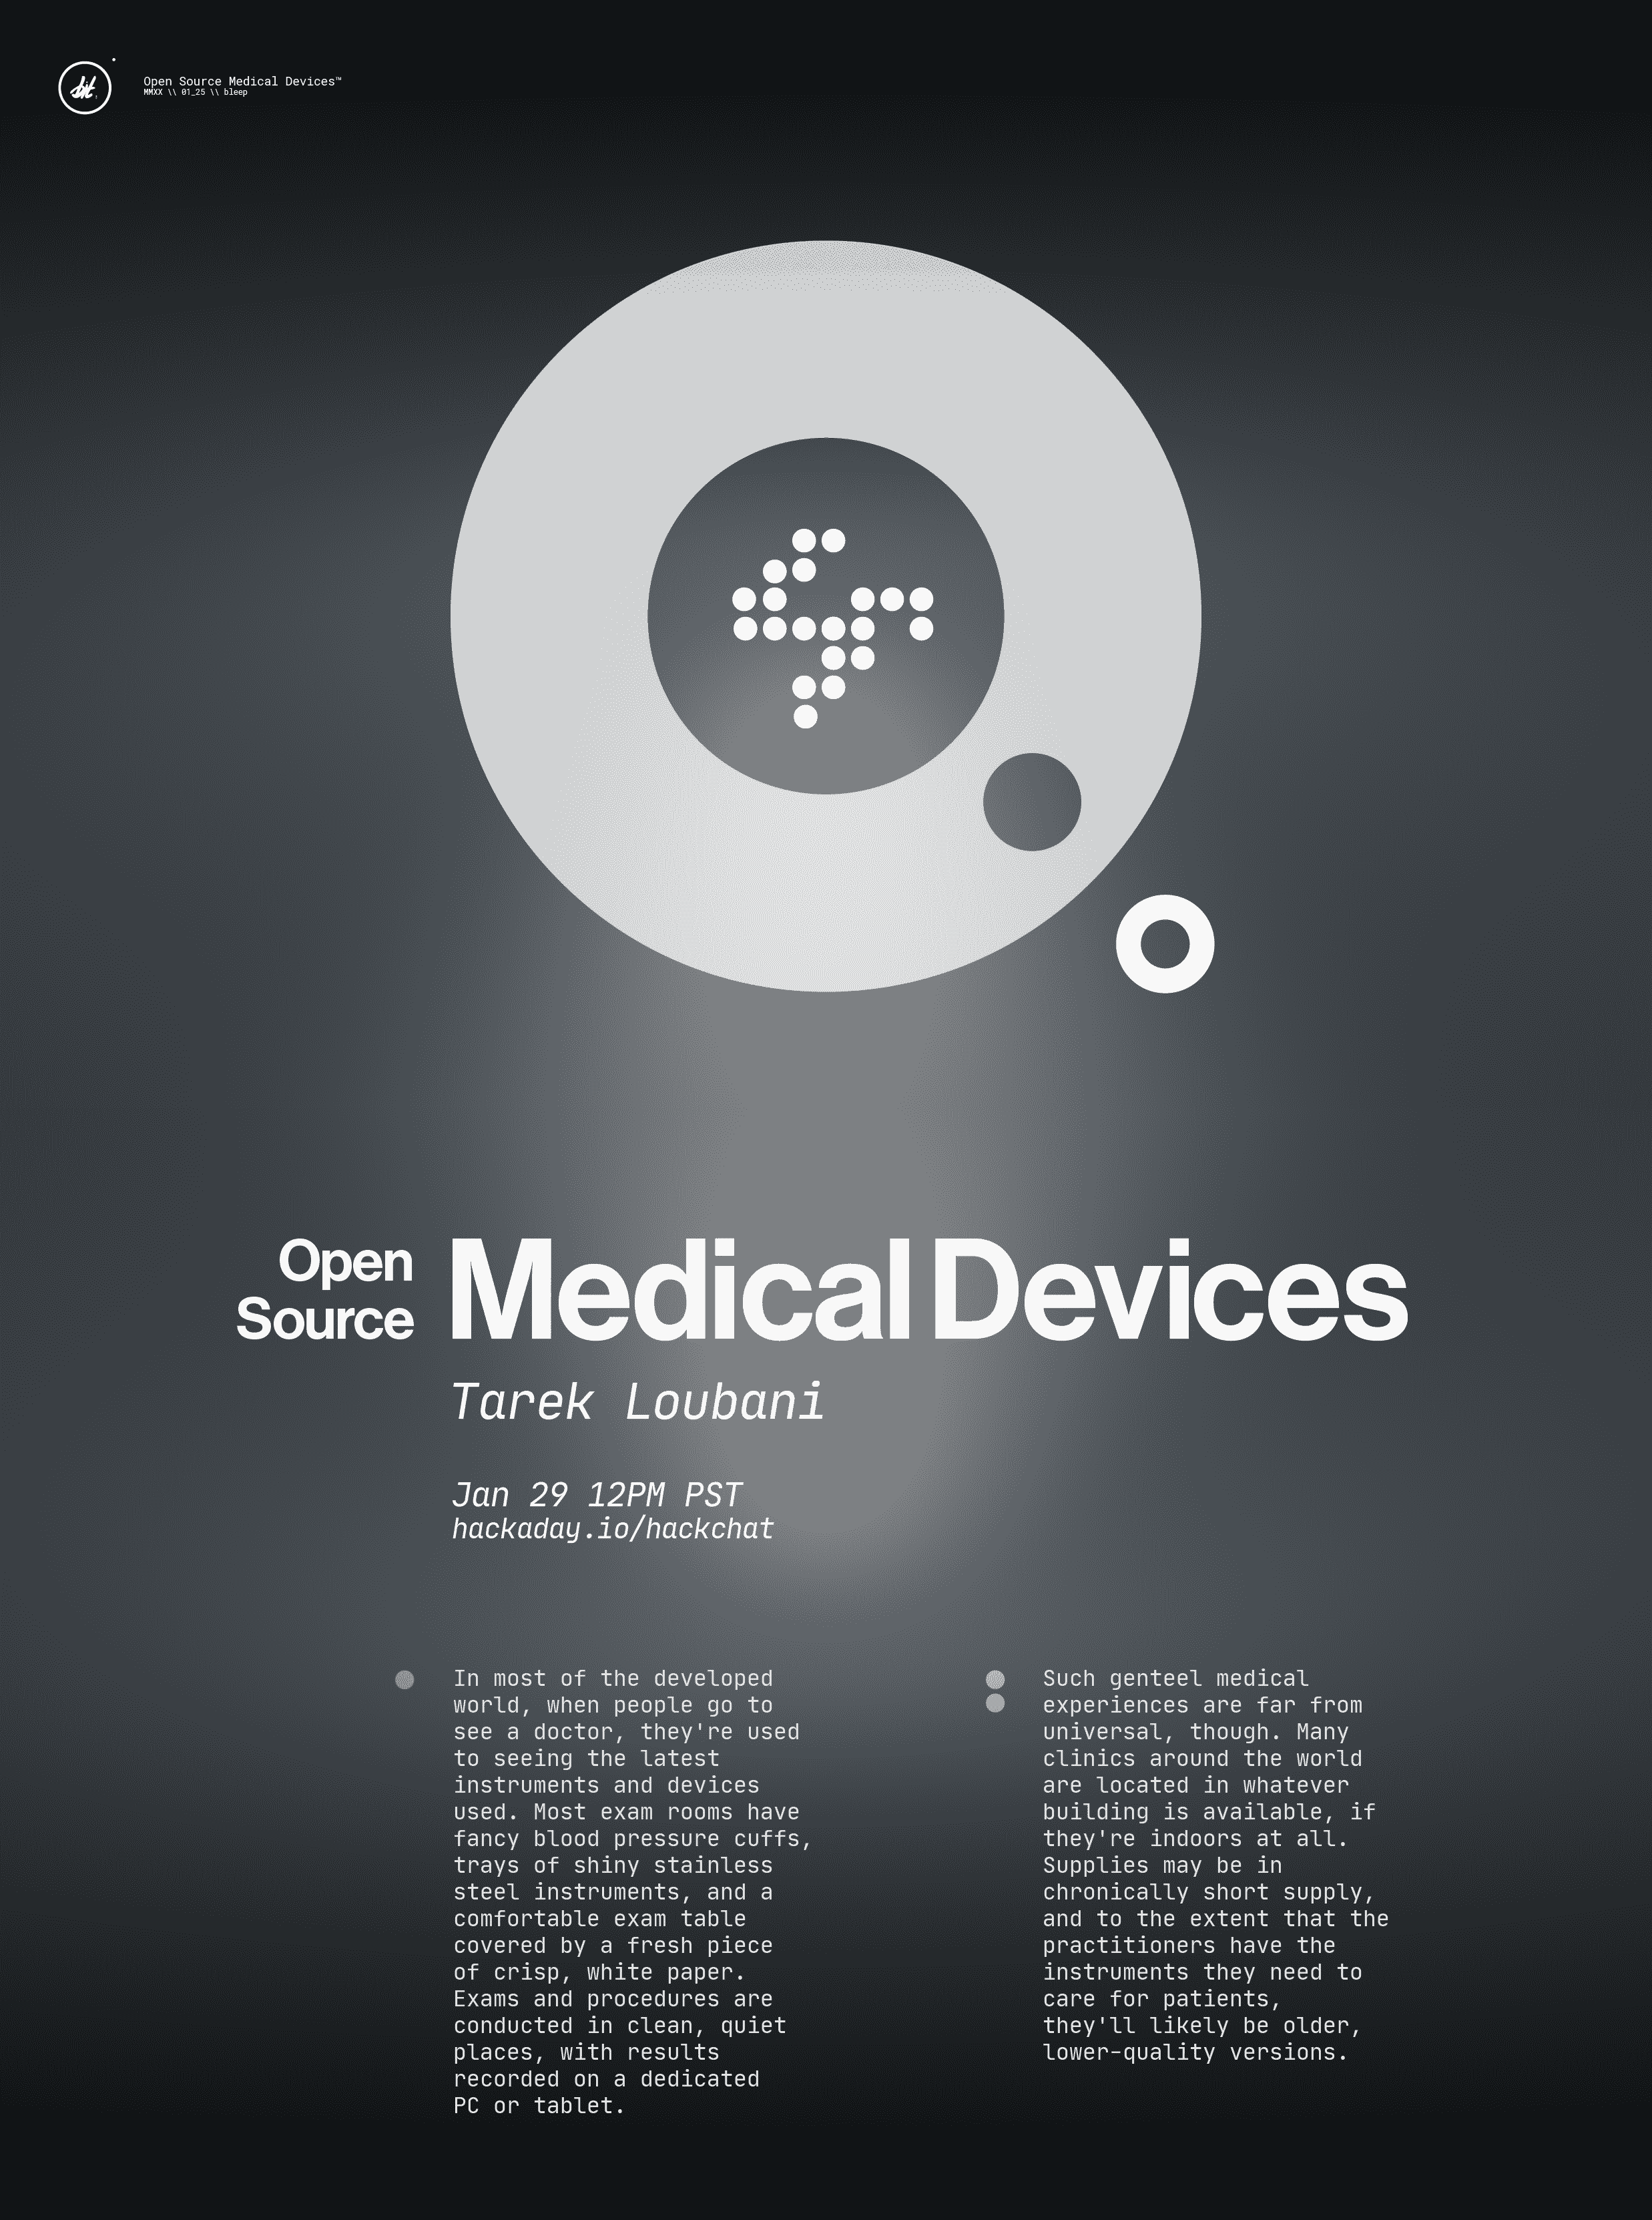 bit
Open Source Medical Devices™
MMXX \\ 01_25 \\ bleep
Open
Source
Medical Devices
Tarek Loubani
Jan 29 12PM PST
hackaday.io/hackchat
In most of the developed
world, when people go to
see a doctor, they're used
to seeing the latest
instruments and devices
used. Most exam rooms have
fancy blood pressure cuffs,
trays of shiny stainless
steel instruments, and a
comfortable exam table
covered by a fresh piece
of crisp, white paper.
Exams and procedures are
conducted in clean, quiet
places, with results
recorded on a dedicated
PC or tablet.
Such genteel medical
experiences are far from
universal, though. Many
clinics around the world
are located in whatever
building is available, if
they're indoors at all.
Supplies may be in
chronically short supply,
and to the extent that the
practitioners have the
instruments they need to
care for patients,
they'll likely be older,
lower-quality versions.